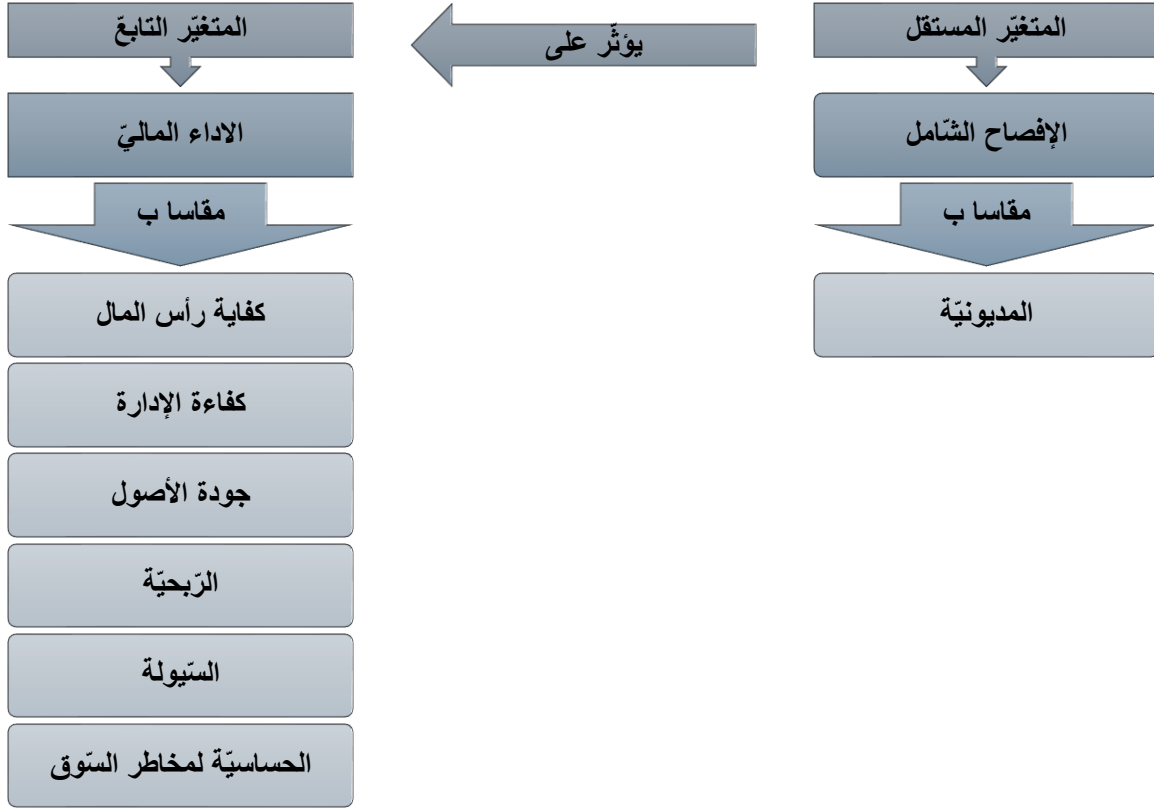 المتغيّر المستقل
يؤثّر على
المتغيّر التابعّ
الإفصاح الشّامل
الاداء الماليّ
مقاسا ب
مقاسا ب
المديونيّة
كفاية رأس المال
كفاءة الإدارة
جودة الأصول
الرّبحيّة
السّيولة
الحساسيّة لمخاطر السّوق